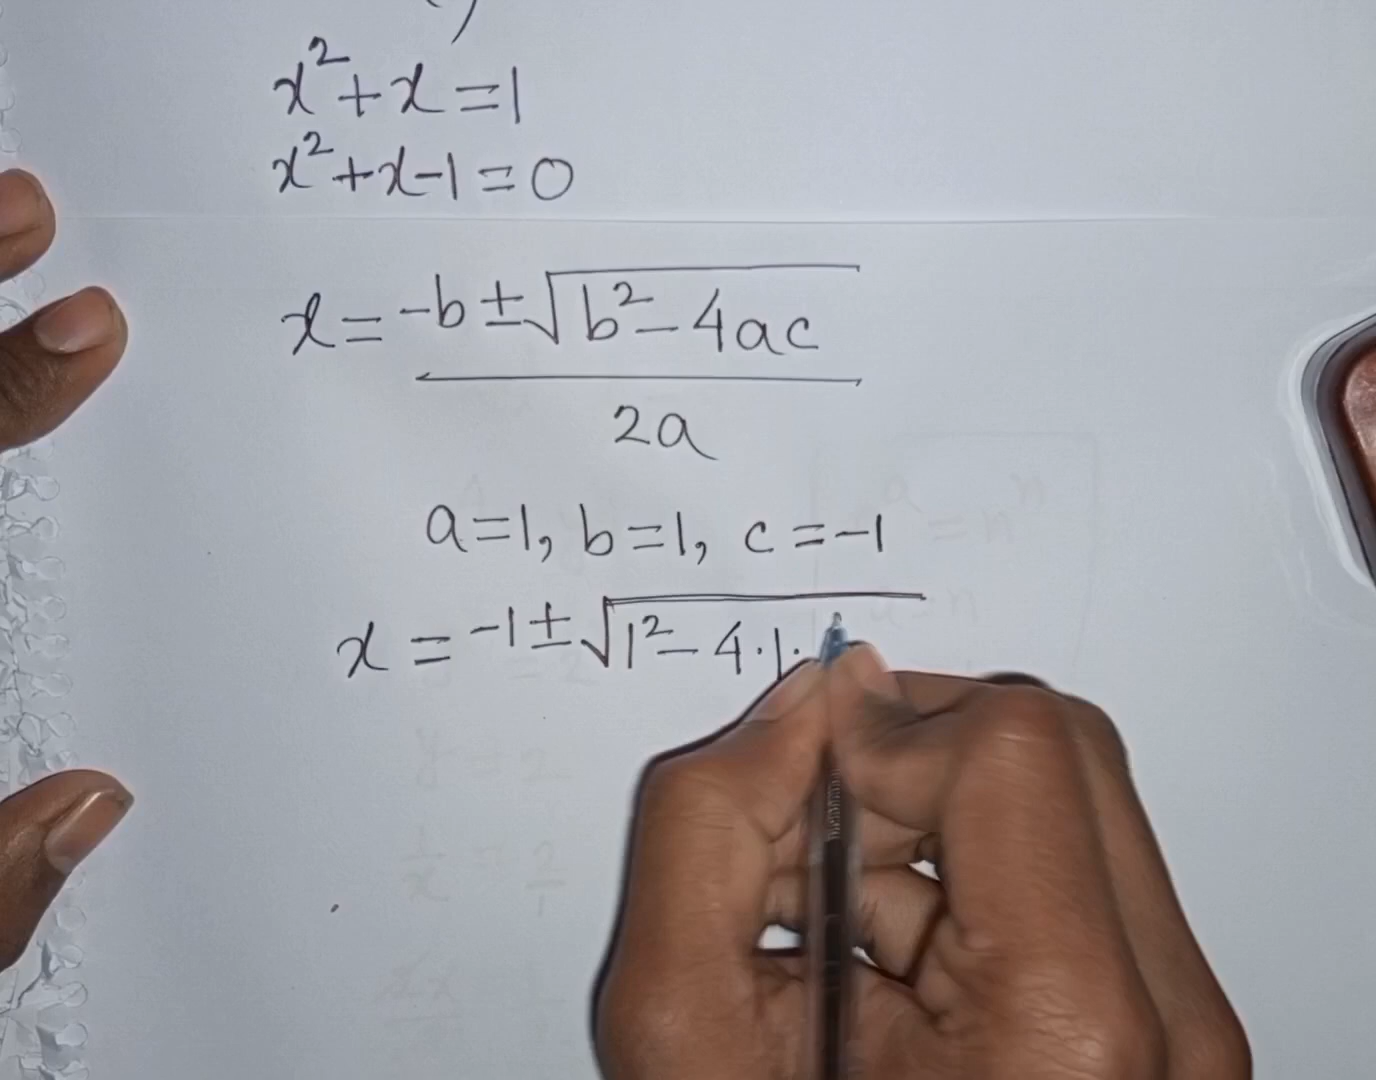 x² + x = 1
x² + x - 1 = 0
x = -b ± √b² - 4ac
2a
a = 1, b = 1, c = -1
x = -1 ± √1² - 4 · 1 ·